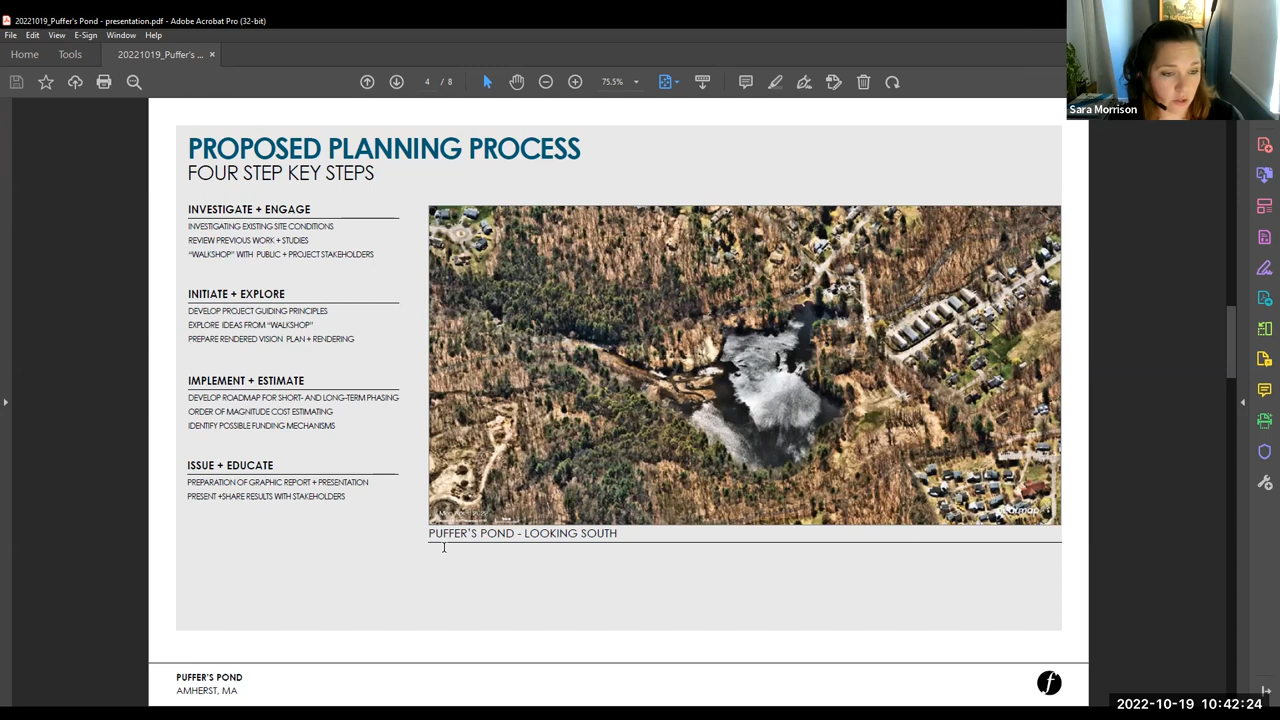 20221019_Puffer's Pond - presentation.pdf - Adobe Acrobat Pro (32-bit)
File Edit View E-Sign Window Help
Home Tools 20221019_Puffer's ... ×
4 / 8 75.5%
Sara Morrison
PROPOSED PLANNING PROCESS
FOUR STEP KEY STEPS
INVESTIGATE + ENGAGE
INVESTIGATING EXISTING SITE CONDITIONS
REVIEW PREVIOUS WORK + STUDIES
"WALKSHOP" WITH PUBLIC + PROJECT STAKEHOLDERS
INITIATE + EXPLORE
DEVELOP PROJECT GUIDING PRINCIPLES
EXPLORE IDEAS FROM "WALKSHOP"
PREPARE RENDERED VISION PLAN + RENDERING
IMPLEMENT + ESTIMATE
DEVELOP ROADMAP FOR SHORT- AND LONG-TERM PHASING
ORDER OF MAGNITUDE COST ESTIMATING
IDENTIFY POSSIBLE FUNDING MECHANISMS
ISSUE + EDUCATE
PREPARATION OF GRAPHIC REPORT + PRESENTATION
PRESENT +SHARE RESULTS WITH STAKEHOLDERS
nearmap
PUFFER'S POND - LOOKING SOUTH
PUFFER'S POND
AMHERST, MA
f
2022-10-19 10:42:24